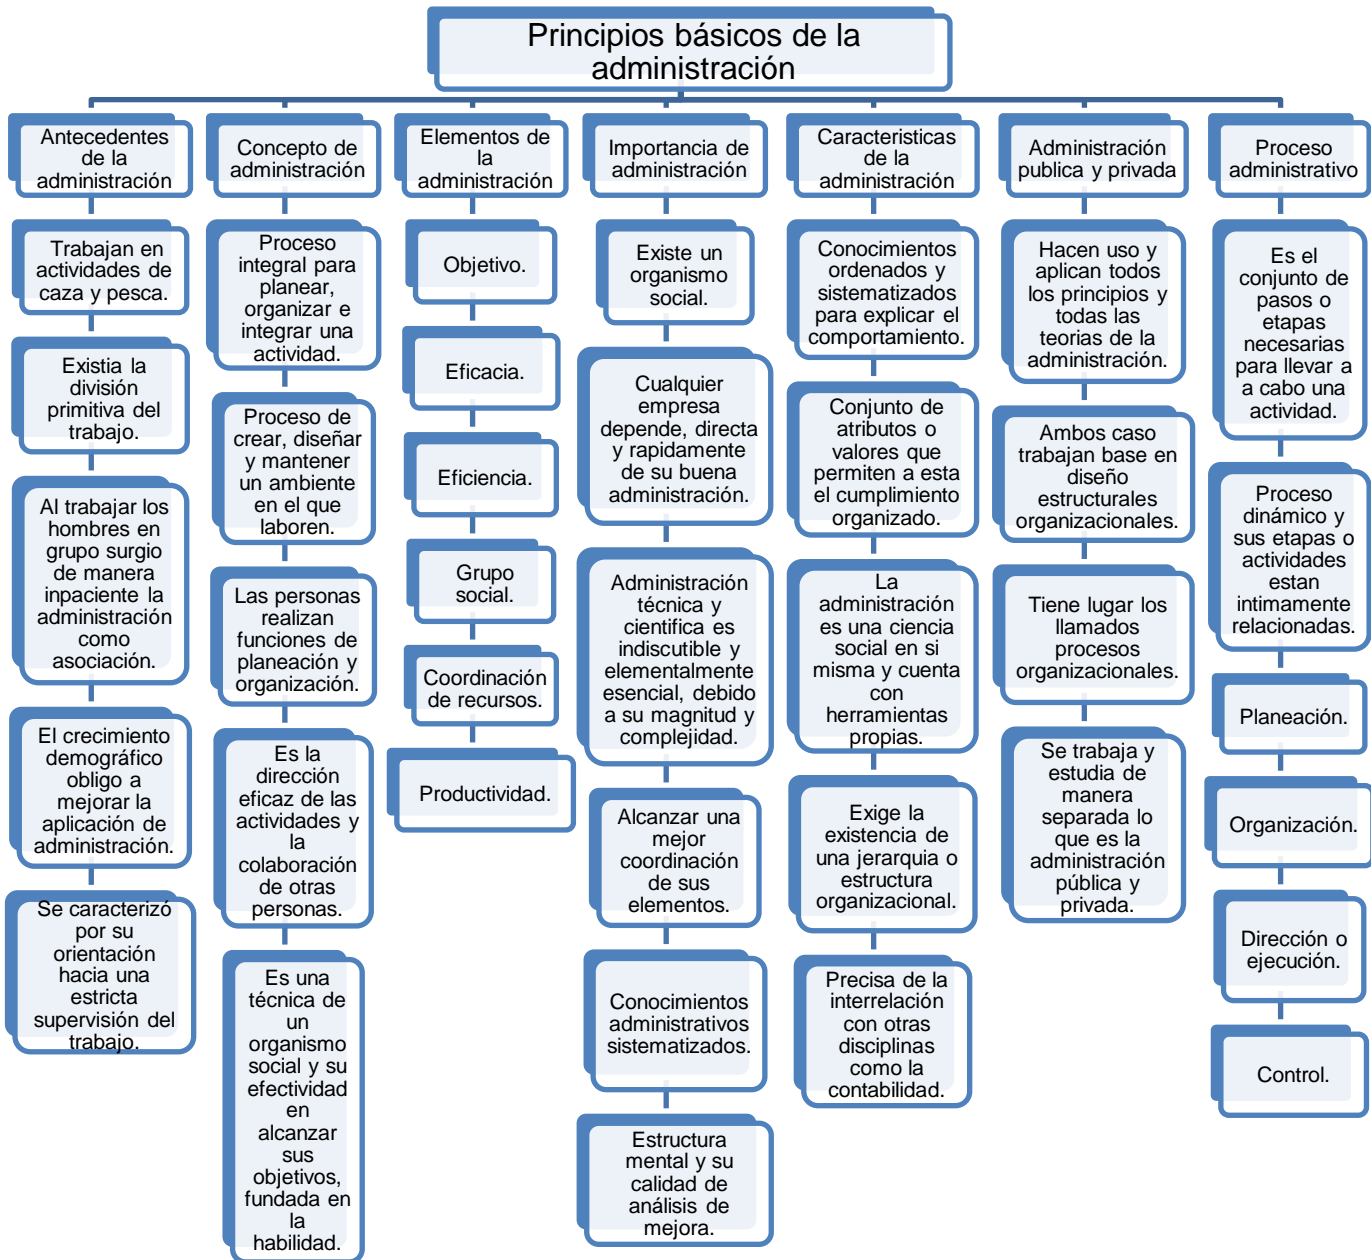 Principios básicos de la
administración
Antecedentes
de la
administración
Trabajan en
actividades de
caza y pesca.
Existia la
división
primitiva del
trabajo.
Al trabajar los
hombres en
grupo surgio
de manera
inpaciente la
administración
como
asociación.
El crecimiento
demográfico
obligo a
mejorar la
aplicación de
administración.
Se caracterizó
por su
orientación
hacia una
estricta
supervisión del
trabajo.
Concepto de
administración
Proceso
integral para
planear,
organizar e
integrar una
actividad.
Proceso de
crear, diseñar
y mantener
un ambiente
en el que
laboren.
Las personas
realizan
funciones de
planeación y
organización.
Es la
dirección
eficaz de las
actividades y
la
colaboración
de otras
personas.
Es una
técnica de
un
organismo
social y su
efectividad
en
alcanzar
sus
objetivos,
fundada en
la
habilidad.
Elementos de
la
administración
Objetivo.
Eficacia.
Eficiencia.
Grupo
social.
Coordinación
de recursos.
Productividad.
Importancia de
administración
Existe un
organismo
social.
Cualquier
empresa
depende, directa
y rapidamente
de su buena
administración.
Administración
técnica y
cientifica es
indiscutible y
elementalmente
esencial, debido
a su magnitud y
complejidad.
Alcanzar una
mejor
coordinación
de sus
elementos.
Conocimientos
administrativos
sistematizados.
Estructura
mental y su
calidad de
análisis de
mejora.
Caracteristicas
de la
administración
Conocimientos
ordenados y
sistematizados
para explicar el
comportamiento.
Conjunto de
atributos o
valores que
permiten a esta
el cumplimiento
organizado.
La
administración
es una ciencia
social en si
misma y cuenta
con
herramientas
propias.
Exige la
existencia de
una jerarquia o
estructura
organizacional.
Precisa de la
interrelación
con otras
disciplinas
como la
contabilidad.
Administración
publica y privada
Hacen uso y
aplican todos
los principios y
todas las
teorias de la
administración.
Ambos caso
trabajan base en
diseño
estructurales
organizacionales.
Tiene lugar los
llamados
procesos
organizacionales.
Se trabaja y
estudia de
manera
separada lo
que es la
administración
pública y
privada.
Proceso
administrativo
Es el
conjunto de
pasos o
etapas
necesarias
para llevar a
a cabo una
actividad.
Proceso
dinámico y
sus etapas o
actividades
estan
intimamente
relacionadas.
Planeación.
Organización.
Dirección o
ejecución.
Control.